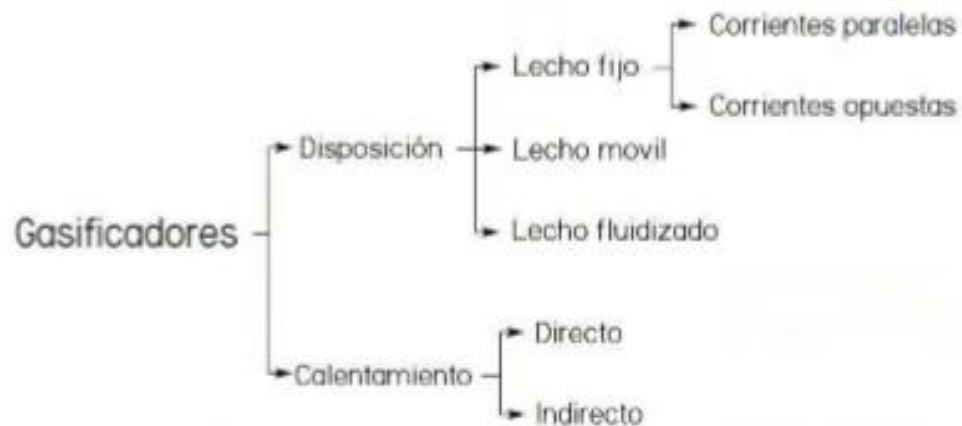 Gasificadores
Disposición
Lecho fijo
Corrientes paralelas
Corrientes opuestas
Lecho movil
Lecho fluidizado
Calentamiento
Directo
Indirecto